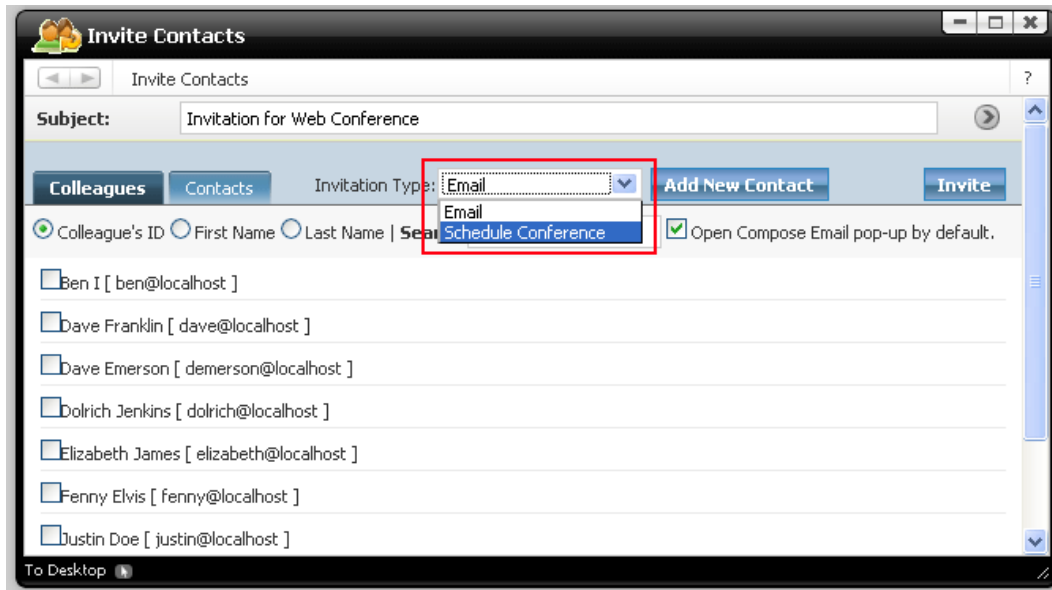 Invite Contacts
Invite Contacts ?
Subject: Invitation for Web Conference
Colleagues Contacts Invitation Type: Email Add New Contact Invite
Email
Schedule Conference
Colleague's ID First Name Last Name | Open Compose Email pop-up by default.
Ben I [ ben@localhost ]
Dave Franklin [ dave@localhost ]
Dave Emerson [ demerson@localhost ]
Dolrich Jenkins [ dolrich@localhost ]
Elizabeth James [ elizabeth@localhost ]
Fenny Elvis [ fenny@localhost ]
Justin Doe [ justin@localhost ]
To Desktop